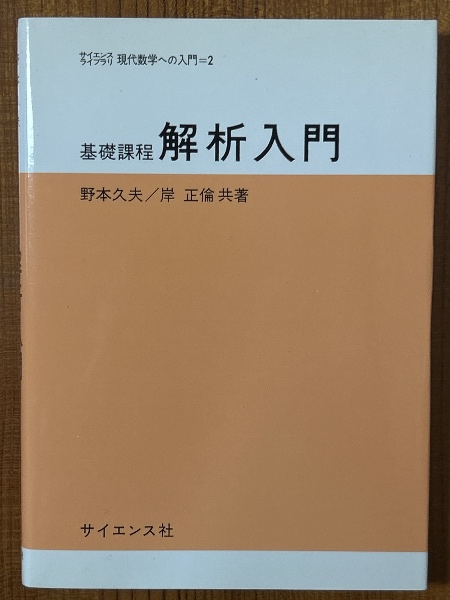 サイエンス
ライブラリ 現代数学への入門=2
基礎課程 解析入門
野本久夫/岸 正倫 共著
サイエンス社